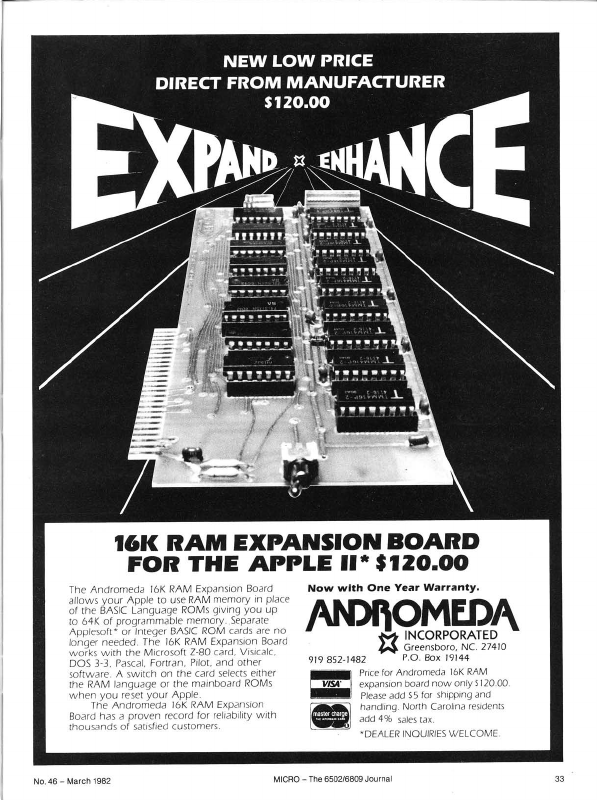 NEW LOW PRICE
DIRECT FROM MANUFACTURER
$120.00
EXPAND ENHANCE
16K RAM EXPANSION BOARD
FOR THE APPLE II* $120.00
The Andromeda 16K RAM Expansion Board
allows your Apple to use RAM memory in place
of the BASIC Language ROMs giving you up
to 64K of programmable memory. Separate
Applesoft* or Integer BASIC ROM cards are no
longer needed. The 16K RAM Expansion Board
works with the Microsoft Z-80 card, Visicalc,
DOS 3-3, Pascal, Fortran, Pilot, and other
software. A switch on the card selects either
the RAM language or the mainboard ROMs
when you reset your Apple.
The Andromeda 16K RAM Expansion
Board has a proven record for reliability with
thousands of satisfied customers.
Now with One Year Warranty.
ANDROMEDA
INCORPORATED
Greensboro, NC. 27410
P.O. Box 19144
919 852-1482
VISA
master charge
THE INTERBANK CARD
Price for Andromeda 16K RAM
expansion board now only $120.00.
Please add $5 for shipping and
handling. North Carolina residents
add 4% sales tax.
*DEALER INQUIRIES WELCOME.
No. 46 – March 1982
MICRO – The 6502/6809 Journal
33